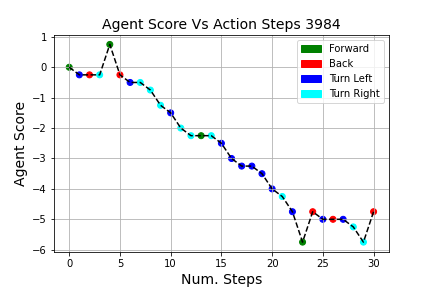 Agent Score Vs Action Steps 3984
1
0
−1
−2
−3
−4
−5
−6
Agent Score
Forward
Back
Turn Left
Turn Right
0 5 10 15 20 25 30
Num. Steps